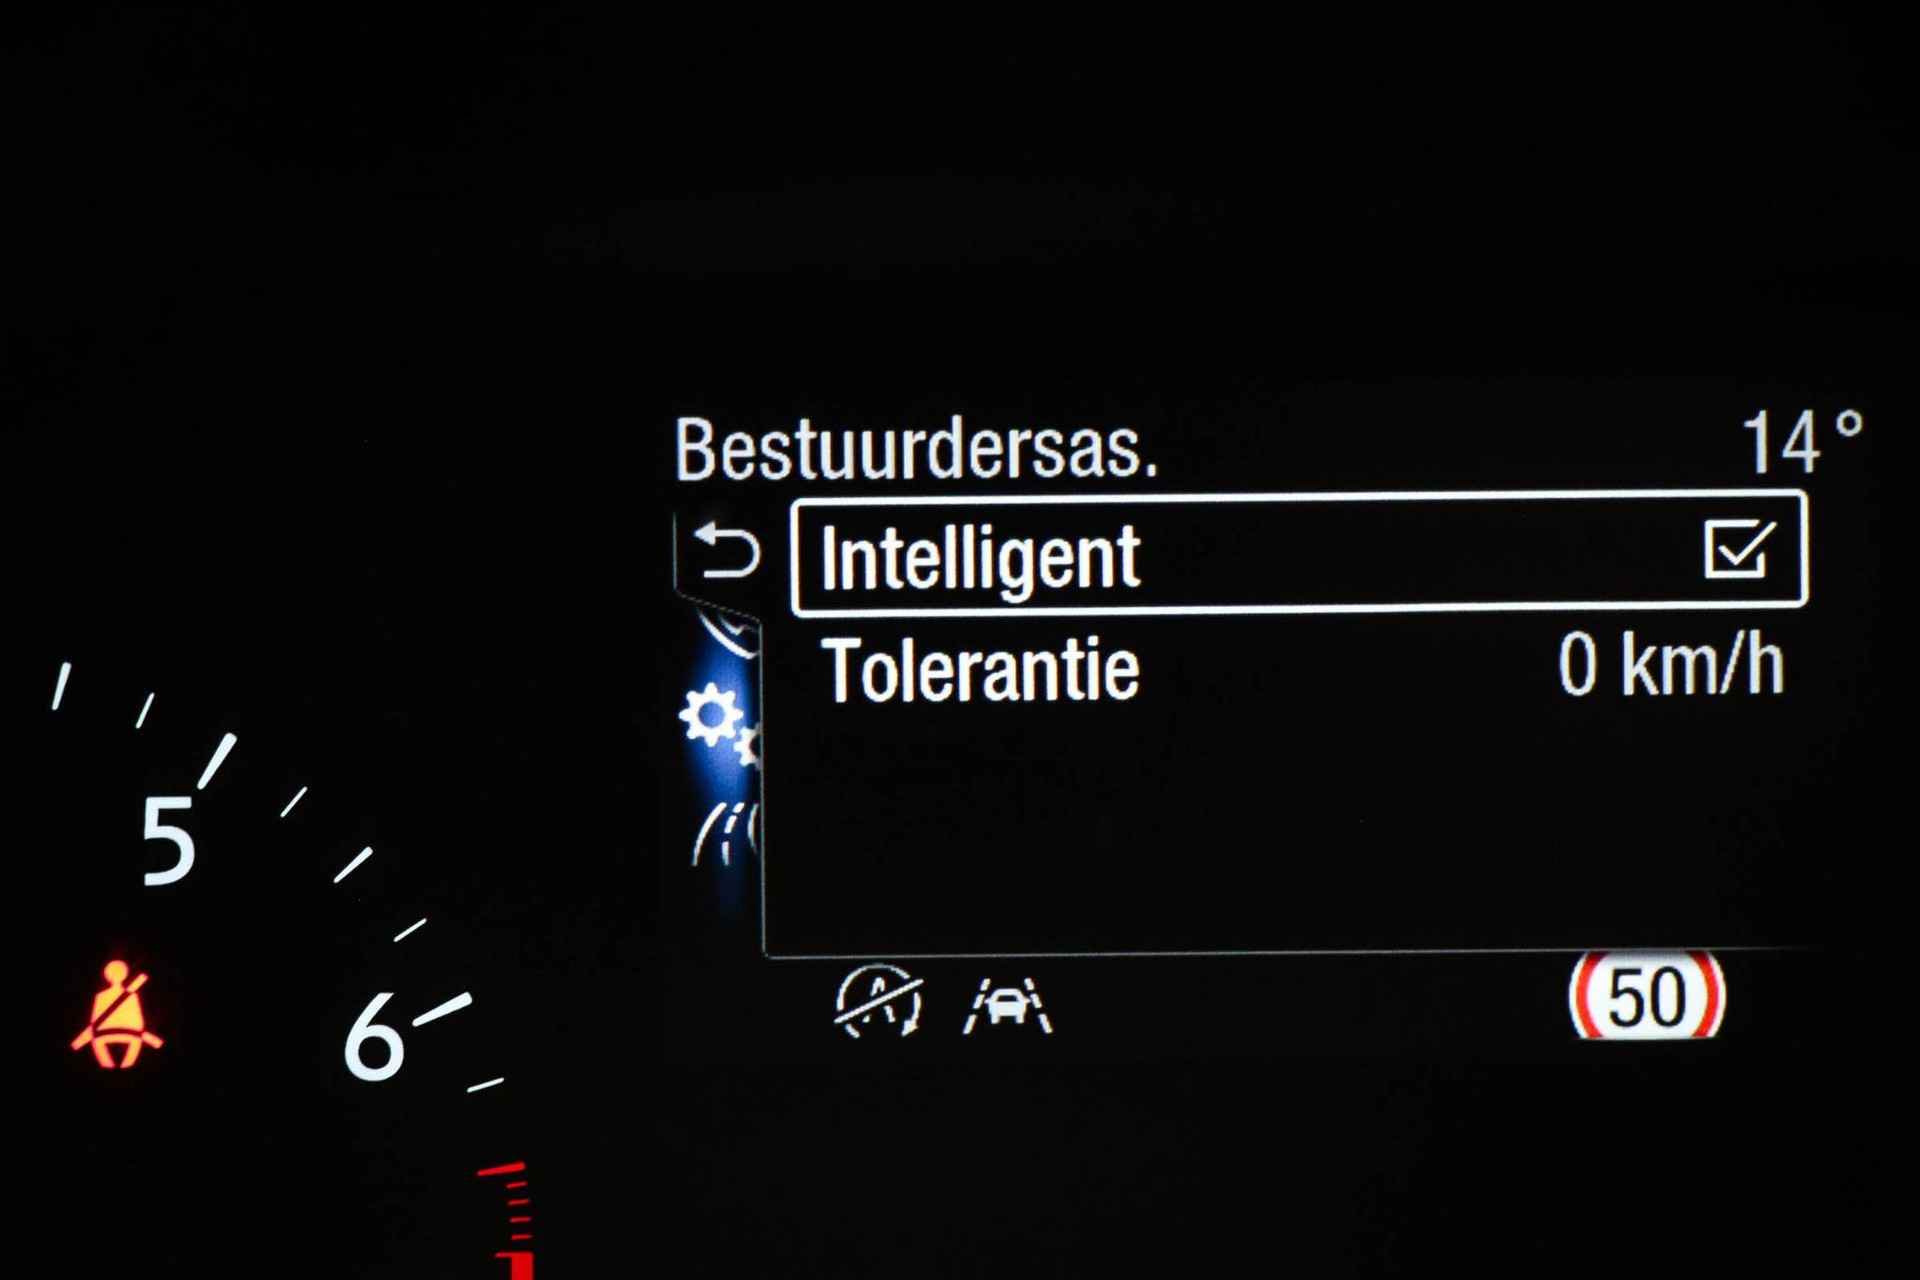 Bestuurdersas. 14°
Intelligent
Tolerantie 0 km/h
5
6
50